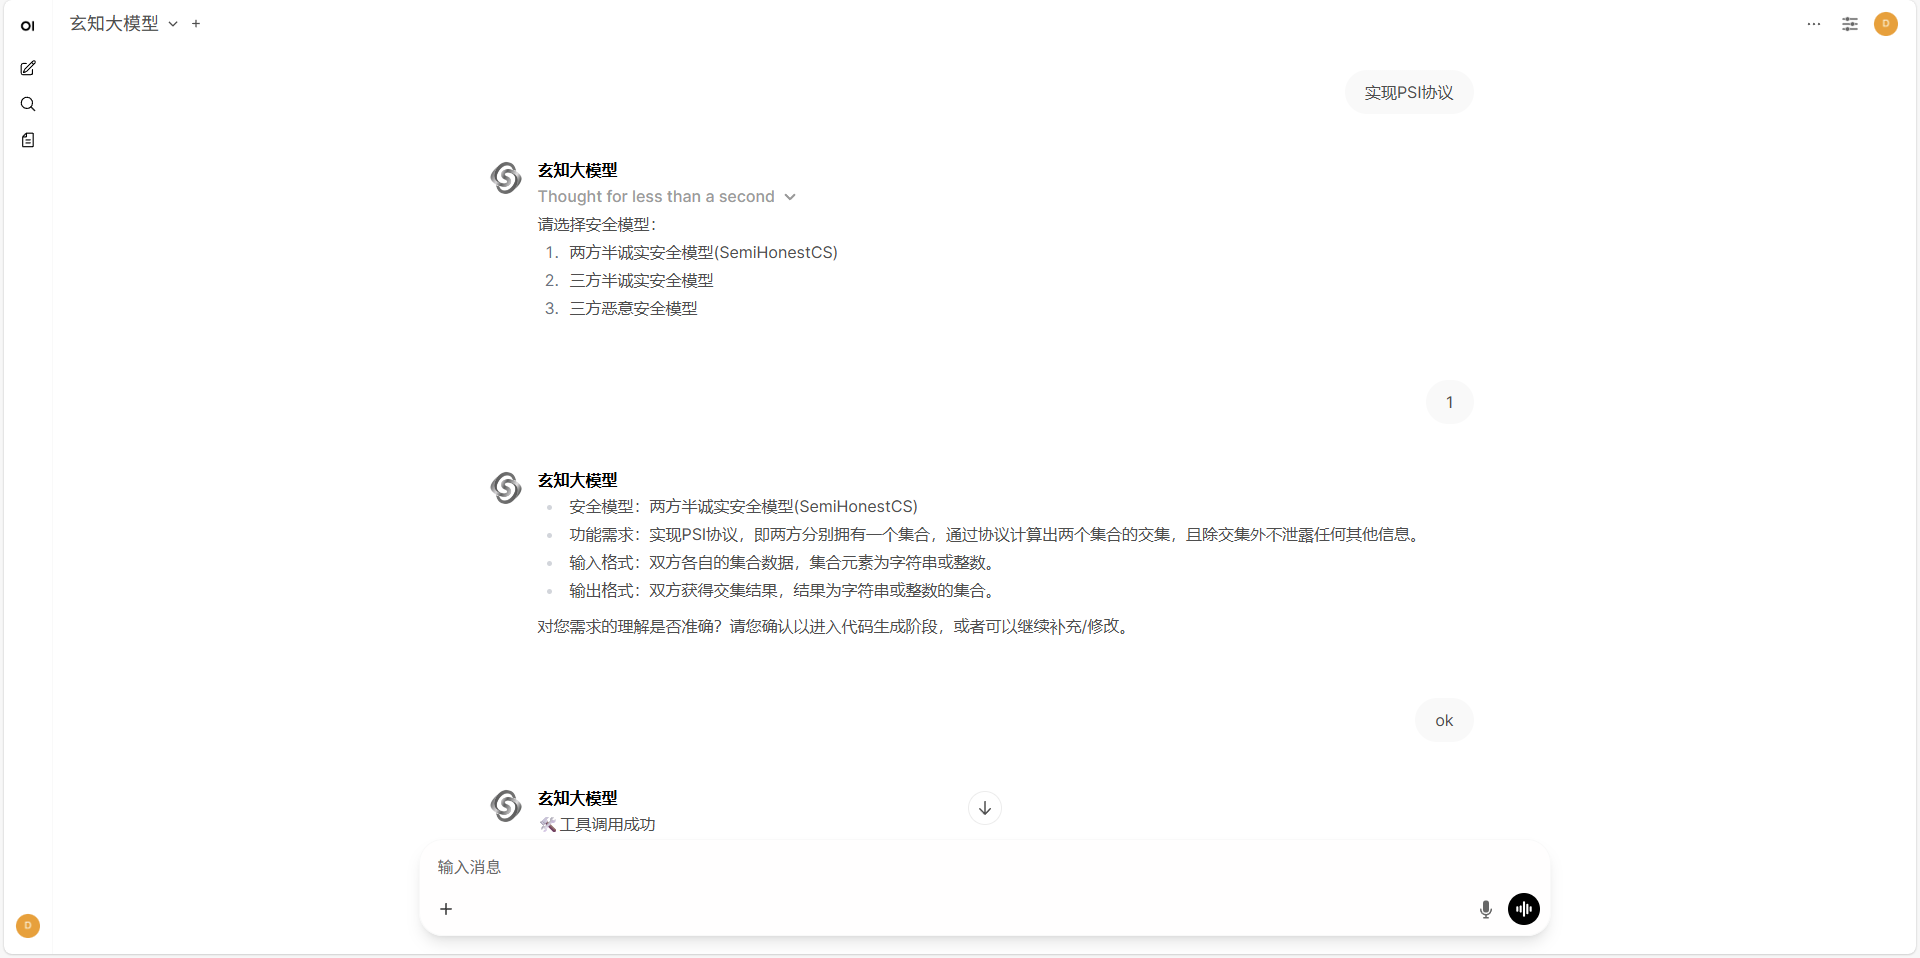 OI
玄知大模型
D
实现PSI协议
玄知大模型
Thought for less than a second
请选择安全模型：
1. 两方半诚实安全模型(SemiHonestCS)
2. 三方半诚实安全模型
3. 三方恶意安全模型
1
玄知大模型
安全模型：两方半诚实安全模型(SemiHonestCS)
功能需求：实现PSI协议，即两方分别拥有一个集合，通过协议计算出两个集合的交集，且除交集外不泄露任何其他信息。
输入格式：双方各自的集合数据，集合元素为字符串或整数。
输出格式：双方获得交集结果，结果为字符串或整数的集合。
对您需求的理解是否准确？请您确认以进入代码生成阶段，或者可以继续补充/修改。
ok
玄知大模型
🛠️工具调用成功
输入消息
D